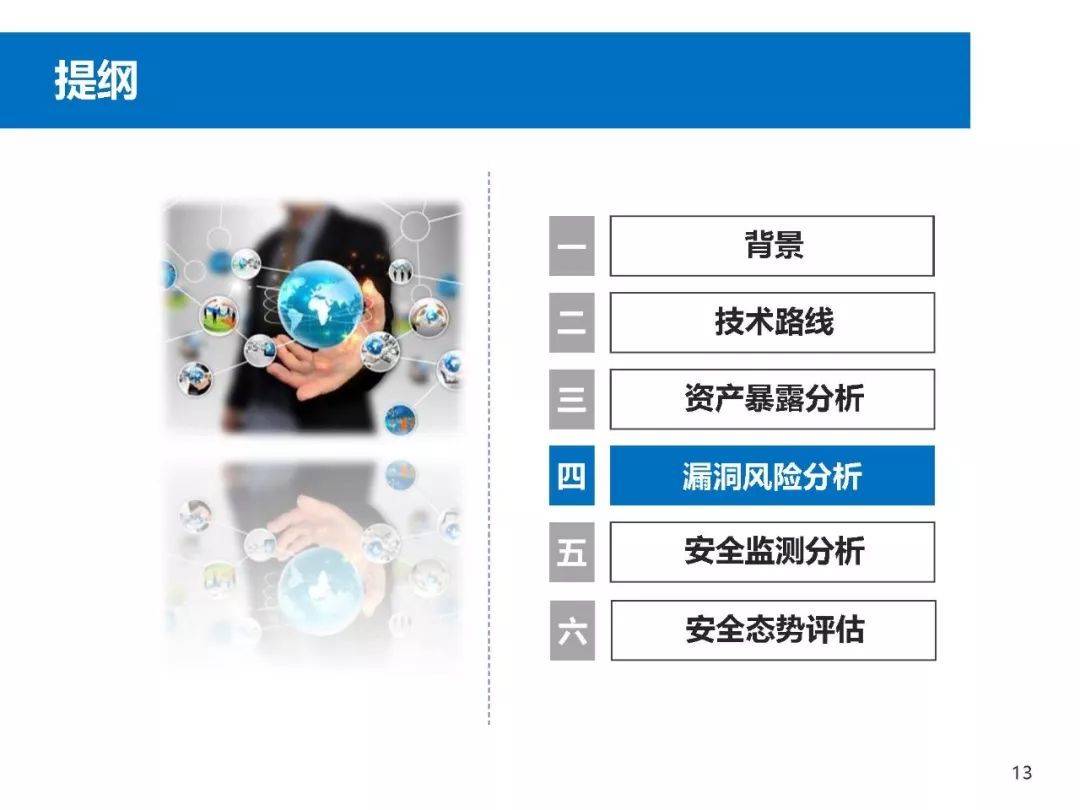 提纲
一 背景
二 技术路线
三 资产暴露分析
四 漏洞风险分析
五 安全监测分析
六 安全态势评估
13